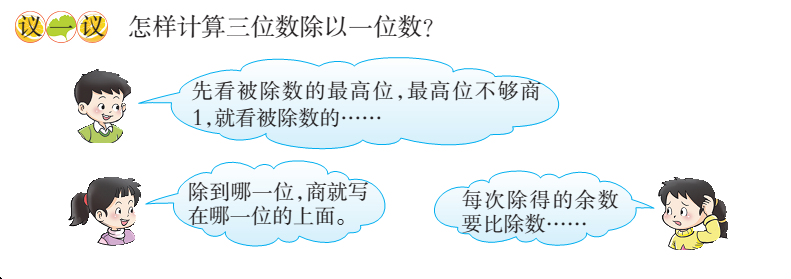 议一议 怎样计算三位数除以一位数?
先看被除数的最高位,最高位不够商
1,就看被除数的……
除到哪一位,商就写
在哪一位的上面。
每次除得的余数
要比除数……